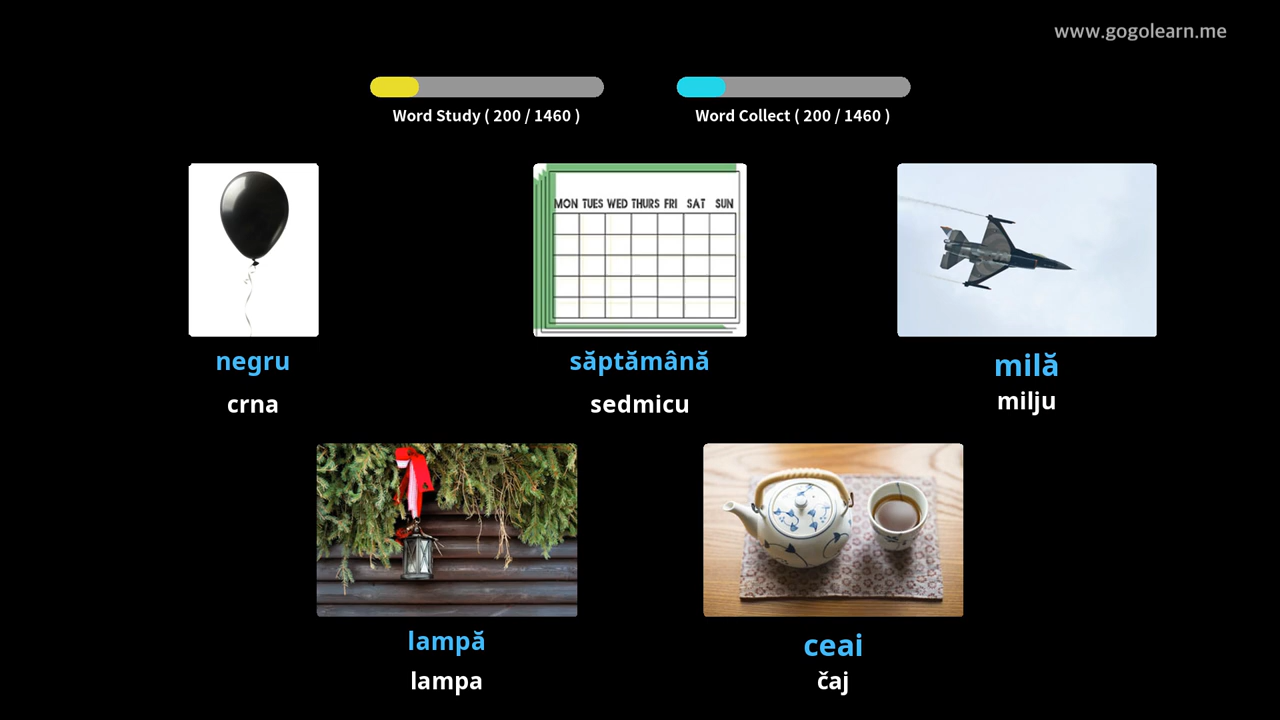 www.gogolearn.me
Word Study ( 200 / 1460 )
Word Collect ( 200 / 1460 )
MON TUES WED THURS FRI SAT SUN
negru
crna
săptămână
sedmicu
milă
milju
lampă
lampa
ceai
čaj